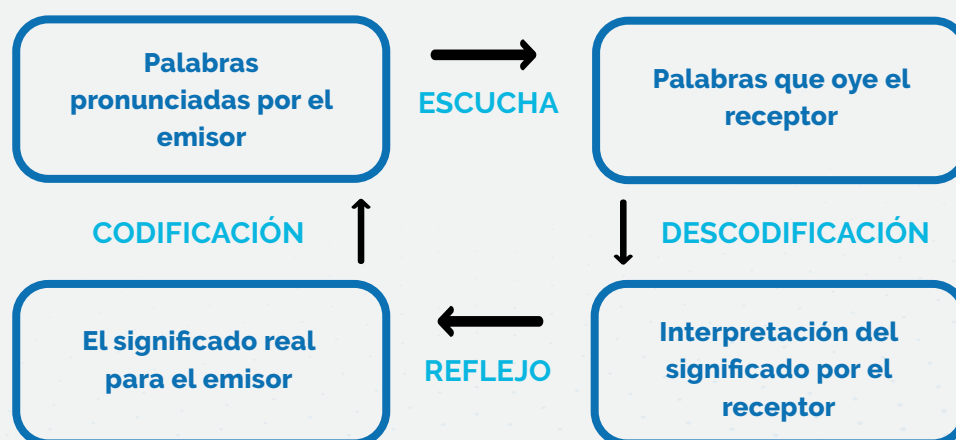 Palabras
pronunciadas por el
emisor
ESCUCHA
Palabras que oye el
receptor
CODIFICACIÓN
DESCODIFICACIÓN
El significado real
para el emisor
REFLEJO
Interpretación del
significado por el
receptor